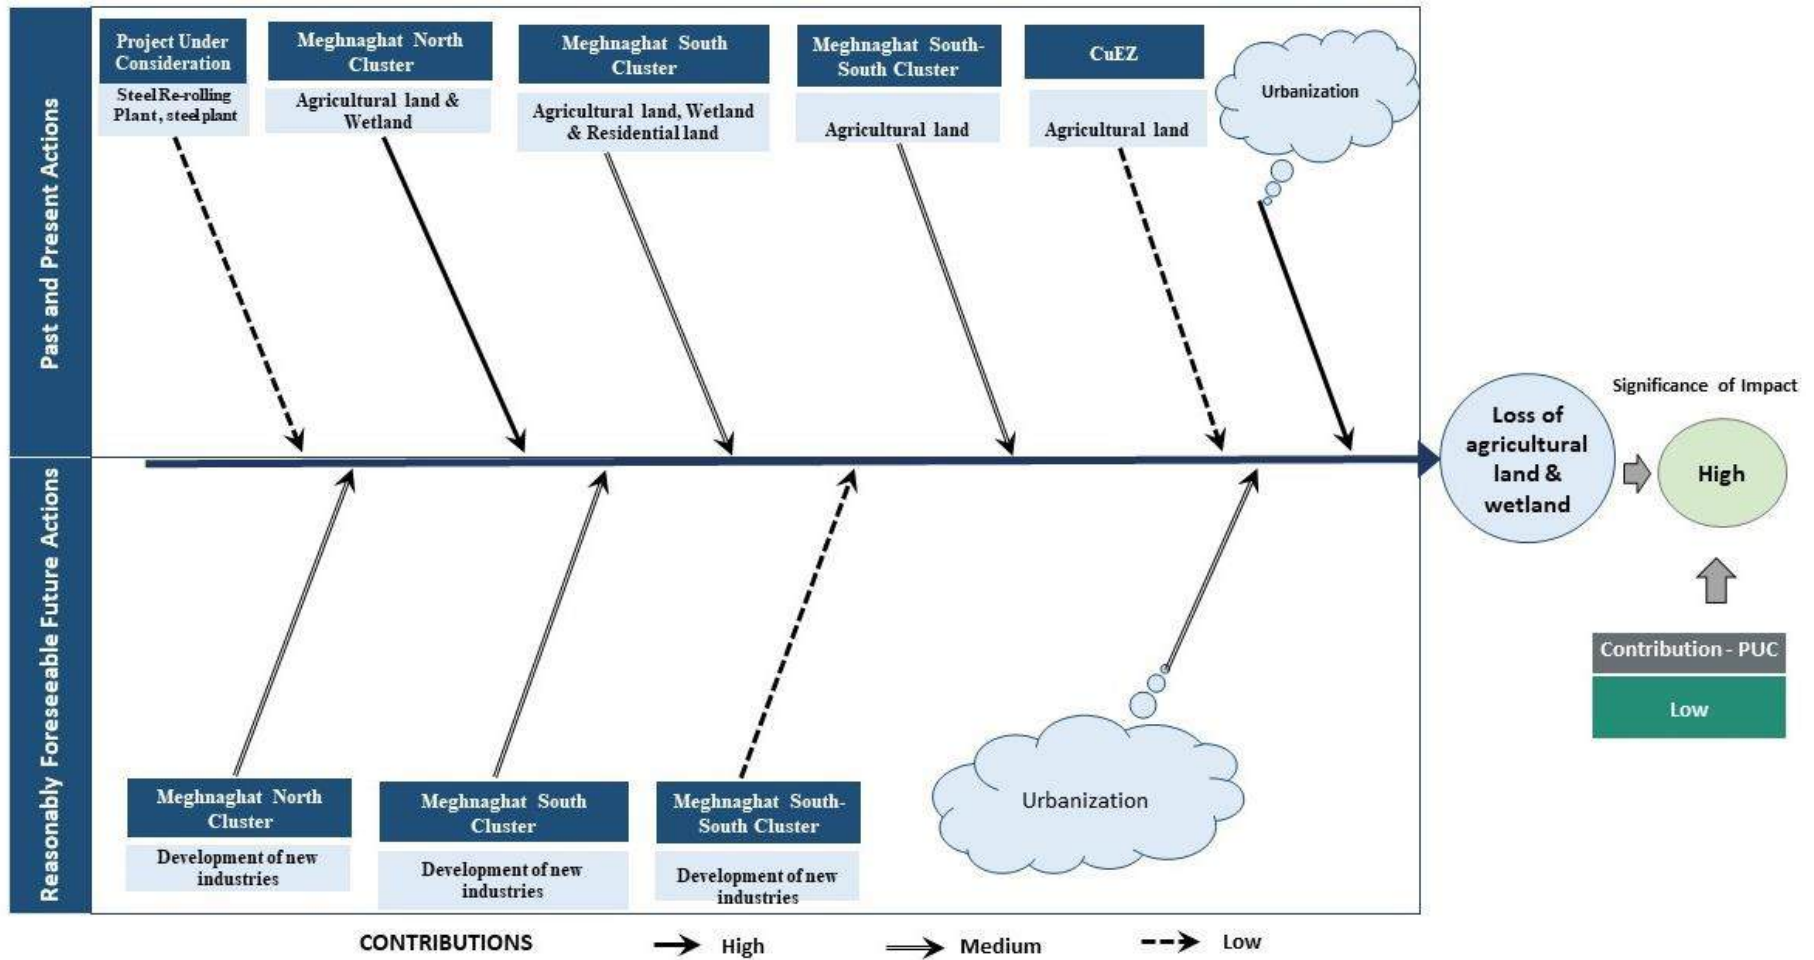 Past and Present Actions
Project Under
Consideration
Steel Re-rolling
Plant, steel plant
Meghnaghat North
Cluster
Agricultural land &
Wetland
Meghnaghat South
Cluster
Agricultural land, Wetland
& Residential land
Meghnaghat South-
South Cluster
Agricultural land
CuEZ
Agricultural land
Urbanization
Loss of
agricultural
land &
wetland
Significance of Impact
High
Contribution - PUC
Low
Reasonably Foreseeable Future Actions
Meghnaghat North
Cluster
Development of new
industries
Meghnaghat South
Cluster
Development of new
industries
Meghnaghat South-
South Cluster
Development of new
industries
Urbanization
CONTRIBUTIONS
High
Medium
Low